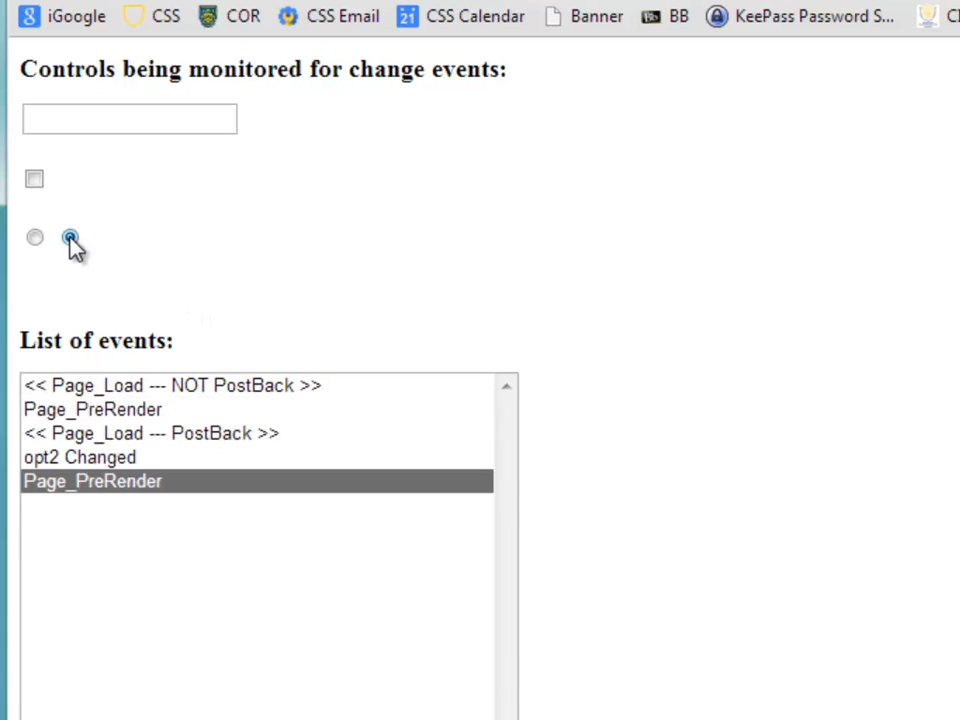 iGoogle CSS COR CSS Email 21 CSS Calendar Banner BB KeePass Password S...
Controls being monitored for change events:
List of events:
<< Page_Load --- NOT PostBack >>
Page_PreRender
<< Page_Load --- PostBack >>
opt2 Changed
Page_PreRender